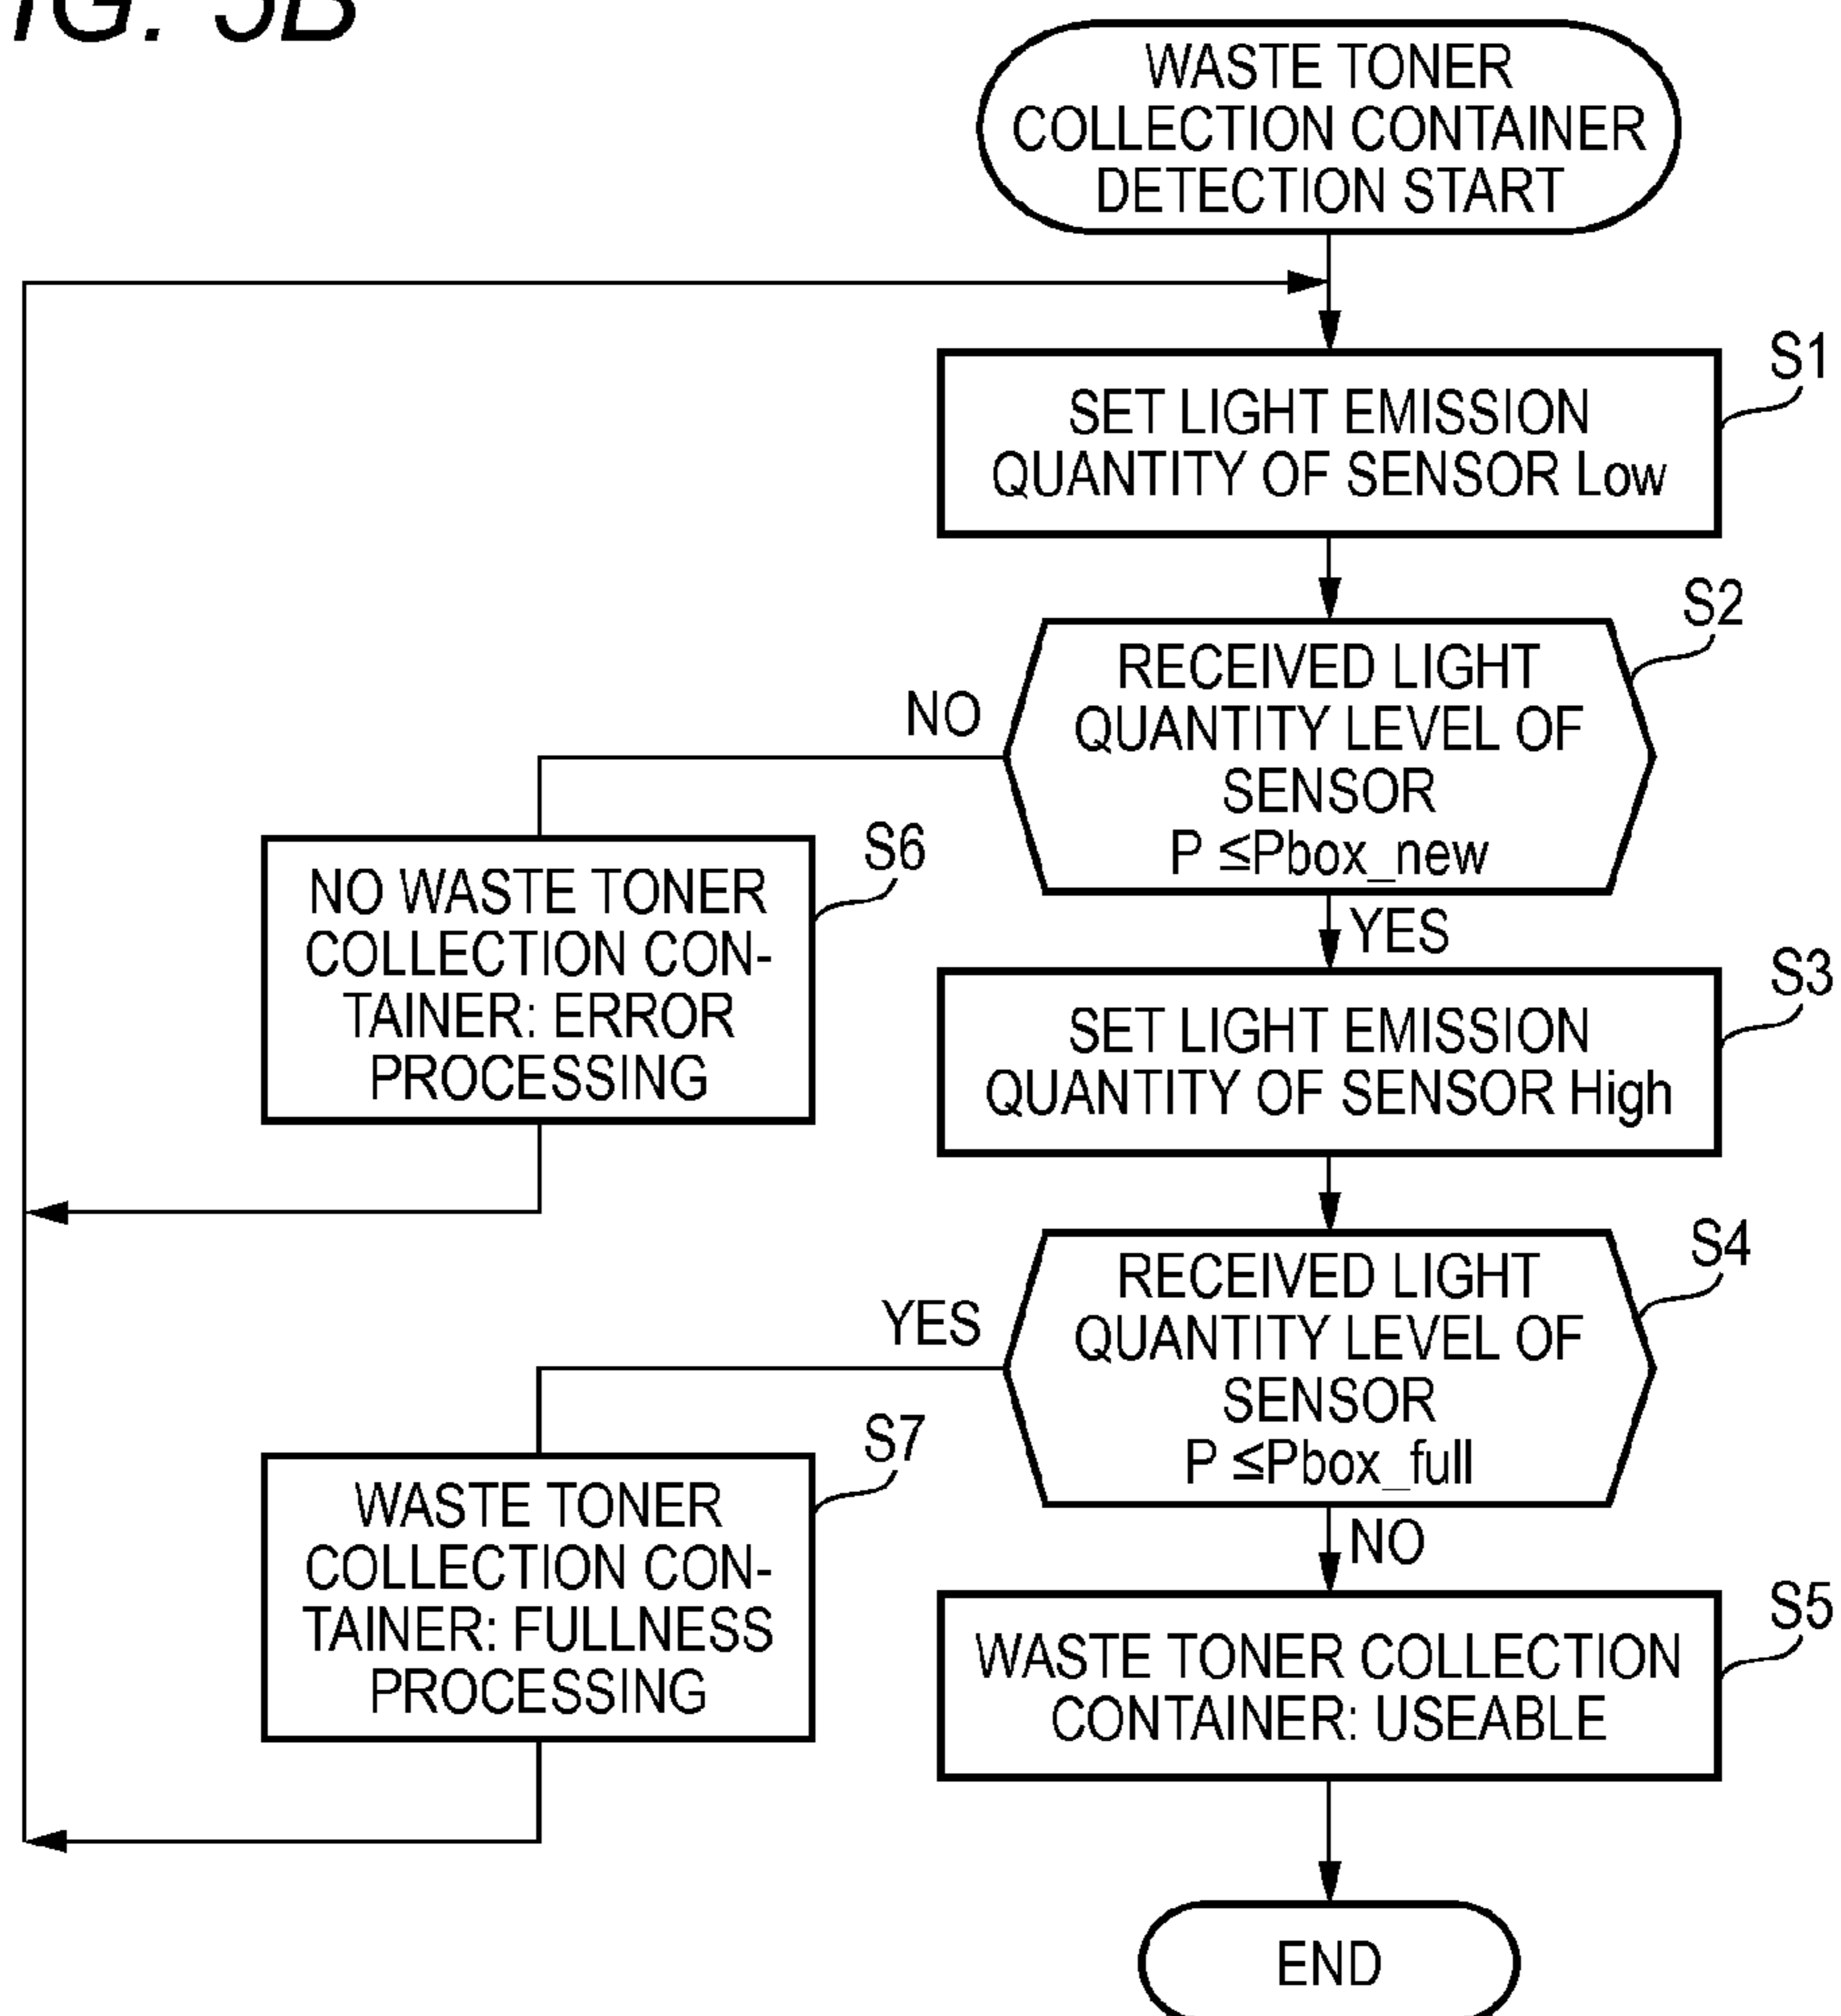 IG. 5B
WASTE TONER
COLLECTION CONTAINER
DETECTION START
S1
SET LIGHT EMISSION
QUANTITY OF SENSOR Low
S2
RECEIVED LIGHT
QUANTITY LEVEL OF
SENSOR
P ≤Pbox_new
NO
YES
S6
NO WASTE TONER
COLLECTION CON-
TAINER: ERROR
PROCESSING
S3
SET LIGHT EMISSION
QUANTITY OF SENSOR High
S4
RECEIVED LIGHT
QUANTITY LEVEL OF
SENSOR
P ≤Pbox_full
YES
NO
S7
WASTE TONER
COLLECTION CON-
TAINER: FULLNESS
PROCESSING
S5
WASTE TONER COLLECTION
CONTAINER: USEABLE
END